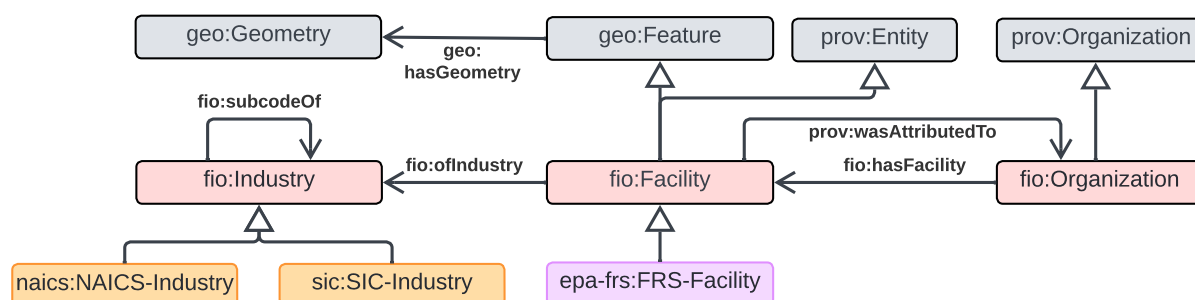 geo:Geometry
geo:
hasGeometry
geo:Feature
prov:Entity
prov:Organization
fio:subcodeOf
prov:wasAttributedTo
fio:Industry
fio:ofIndustry
fio:Facility
fio:hasFacility
fio:Organization
naics:NAICS-Industry
sic:SIC-Industry
epa-frs:FRS-Facility